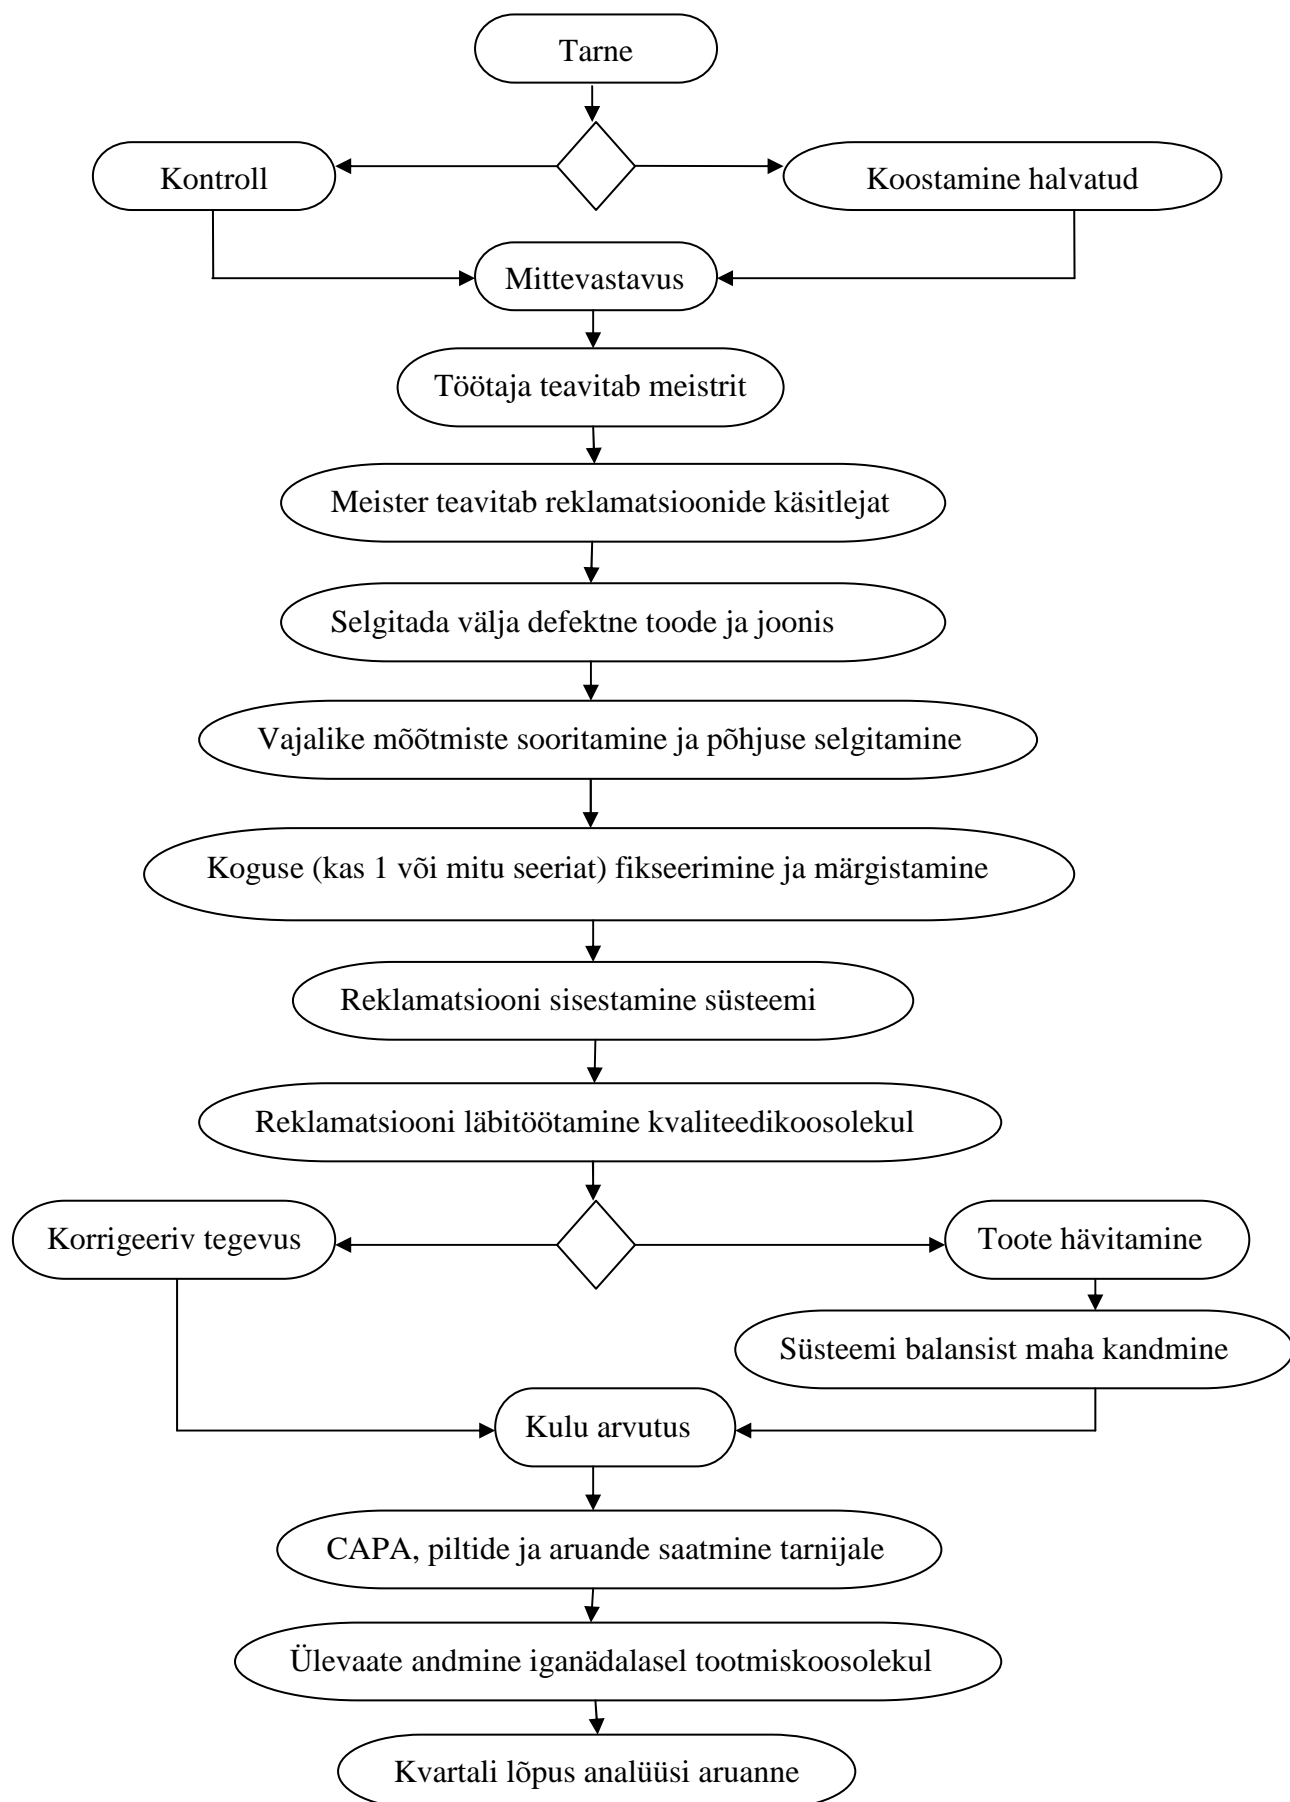 Tarne
Kontroll
Koostamine halvatud
Mittevastavus
Töötaja teavitab meistrit
Meister teavitab reklamatsioonide käsitlejat
Selgitada välja defektne toode ja joonis
Vajalike mõõtmiste sooritamine ja põhjuse selgitamine
Koguse (kas 1 või mitu seeriat) fikseerimine ja märgistamine
Reklamatsiooni sisestamine süsteemi
Reklamatsiooni läbitöötamine kvaliteedikoosolekul
Korrigeeriv tegevus
Toote hävitamine
Süsteemi balansist maha kandmine
Kulu arvutus
CAPA, piltide ja aruande saatmine tarnijale
Ülevaate andmine iganädalasel tootmiskoosolekul
Kvartali lõpus analüüsi aruanne